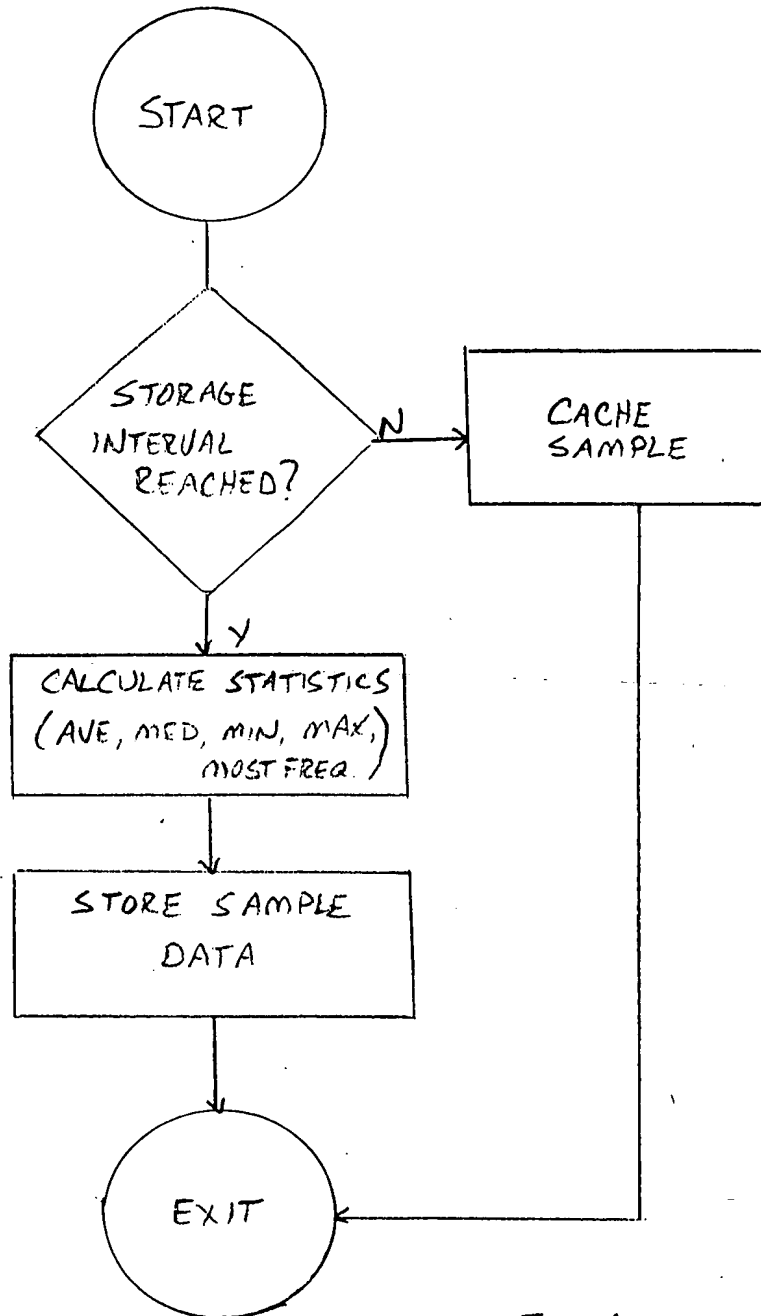 START
STORAGE
INTERVAL
REACHED?
N
CACHE
SAMPLE
Y
CALCULATE STATISTICS
(AVE, MED, MIN, MAX,
MOST FREQ.)
STORE SAMPLE
DATA
EXIT